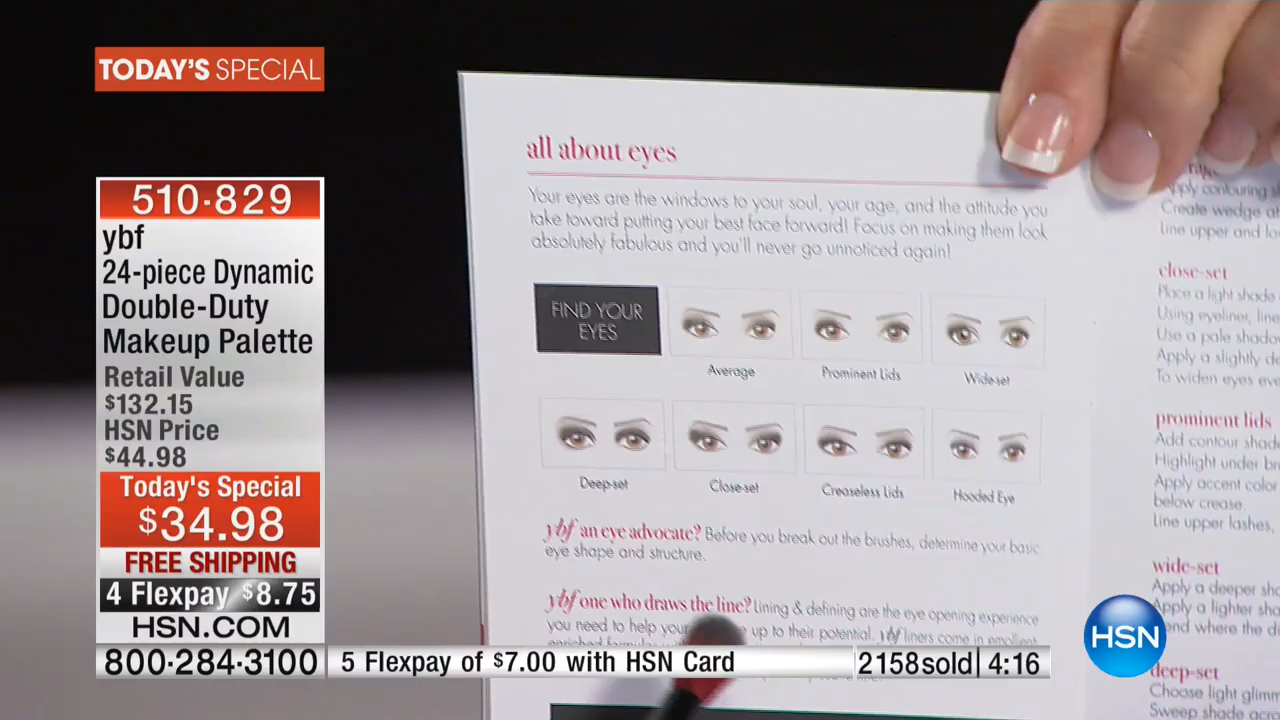 TODAY'S SPECIAL
510-829
ybf
24-piece Dynamic
Double-Duty
Makeup Palette
Retail Value
$132.15
HSN Price
$44.98
Today's Special
$34.98
FREE SHIPPING
4 Flexpay $8.75
HSN.COM
800-284-3100
5 Flexpay of $7.00 with HSN Card
2158sold
4:16
HSN
all about eyes
Your eyes are the windows to your soul, your age, and the attitude you
take toward putting your best face forward! Focus on making them look
absolutely fabulous and you'll never go unnoticed again!
FIND YOUR
EYES
Average
Prominent Lids
Wide-set
Deep-set
Close-set
Creaseless Lids
Hooded Eye
ybf an eye advocate? Before you break out the brushes, determine your basic
eye shape and structure.
ybf one who draws the line? Lining & defining are the eye opening experience
you need to help your up to their potential. ybf liners come in emollient
close-set
Place a light shade
Using eyeliner, line
Use a pale shadow
Apply a slightly
To widen eyes
prominent lids
Add contour
Highlight under
Apply accent color
below crease.
Line upper lashes,
wide-set
Apply a deeper
Apply a lighter
end where the
deep-set
Choose light
Sweep shade
Apply contouring
Create wedge
Line upper and